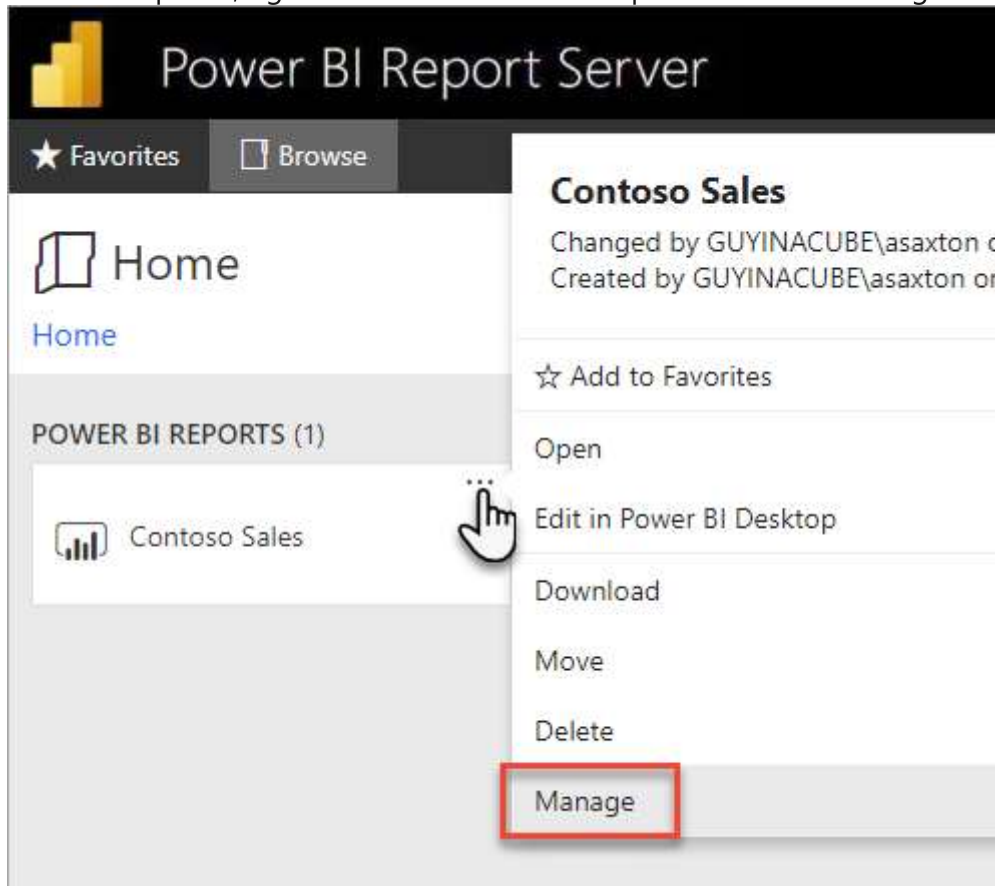 Power BI Report Server
Favorites
Browse
Home
Home
POWER BI REPORTS (1)
Contoso Sales
Contoso Sales
Changed by GUYINACUBE\asaxton
Created by GUYINACUBE\asaxton
Add to Favorites
Open
Edit in Power BI Desktop
Download
Move
Delete
Manage